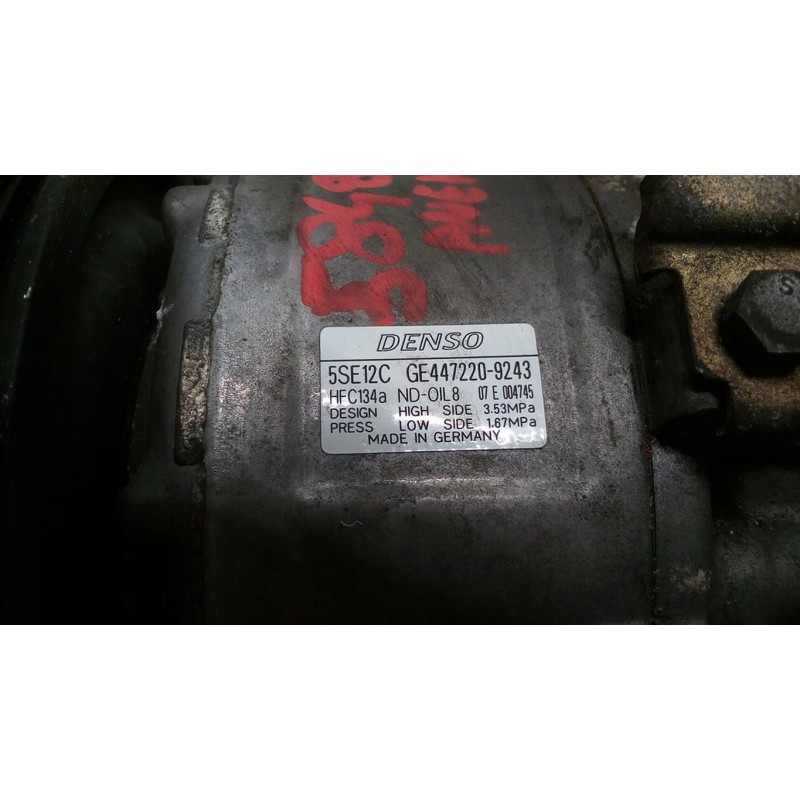 5848
DENSO
5SE12C GE447220-9243
HFC134a ND-OIL8 07 E 004745
DESIGN HIGH SIDE 3.53MPa
PRESS LOW SIDE 1.67MPa
MADE IN GERMANY
S